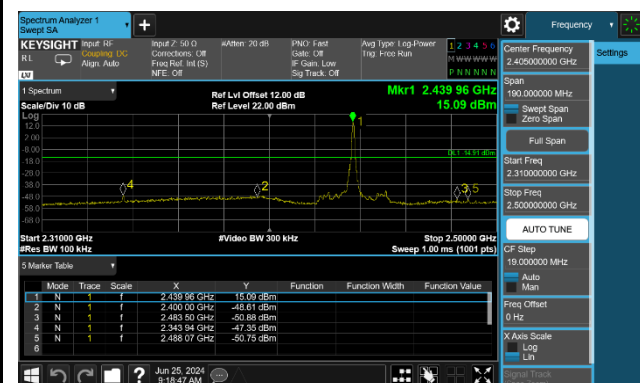 Spectrum Analyzer 1
Swept SA
Frequency
KEYSIGHT
RL
LXI
Input: RF
Coupling: DC
Align: Auto
Input Z: 50 Ω
Corrections: Off
Freq Ref: Int (S)
NFE: Off
#Atten: 20 dB
PNO: Fast
Gate: Off
IF Gain: Low
Sig Track: Off
Avg Type: Log-Power
Trig: Free Run
1 2 3 4 5 6
M W W W W W
P N N N N N
Center Frequency
2.405000000 GHz
Settings
1 Spectrum
Scale/Div 10 dB
Ref Lvl Offset 12.00 dB
Ref Level 22.00 dBm
Mkr1 2.439 96 GHz
15.09 dBm
Span
190.000000 MHz
Swept Span
Zero Span
Full Span
Log
12.0
2.00
-8.00
-18.0
-28.0
-38.0
-48.0
-58.0
-68.0
1
4
2
3
5
Start Freq
2.310000000 GHz
Stop Freq
2.500000000 GHz
AUTO TUNE
Start 2.31000 GHz
#Res BW 100 kHz
#Video BW 300 kHz
Stop 2.50000 GHz
Sweep 1.00 ms (1001 pts)
CF Step
19.000000 MHz
Auto
Man
5 Marker Table
Mode Trace Scale X Y Function Function Width Function Value
1 N 1 f 2.439 96 GHz 15.09 dBm
2 N 1 f 2.400 00 GHz -48.61 dBm
3 N 1 f 2.483 50 GHz -50.88 dBm
4 N 1 f 2.343 94 GHz -47.35 dBm
5 N 1 f 2.488 07 GHz -50.75 dBm
6
Freq Offset
0 Hz
X Axis Scale
Log
Lin
Signal Track
Jun 25, 2024
9:18:47 AM